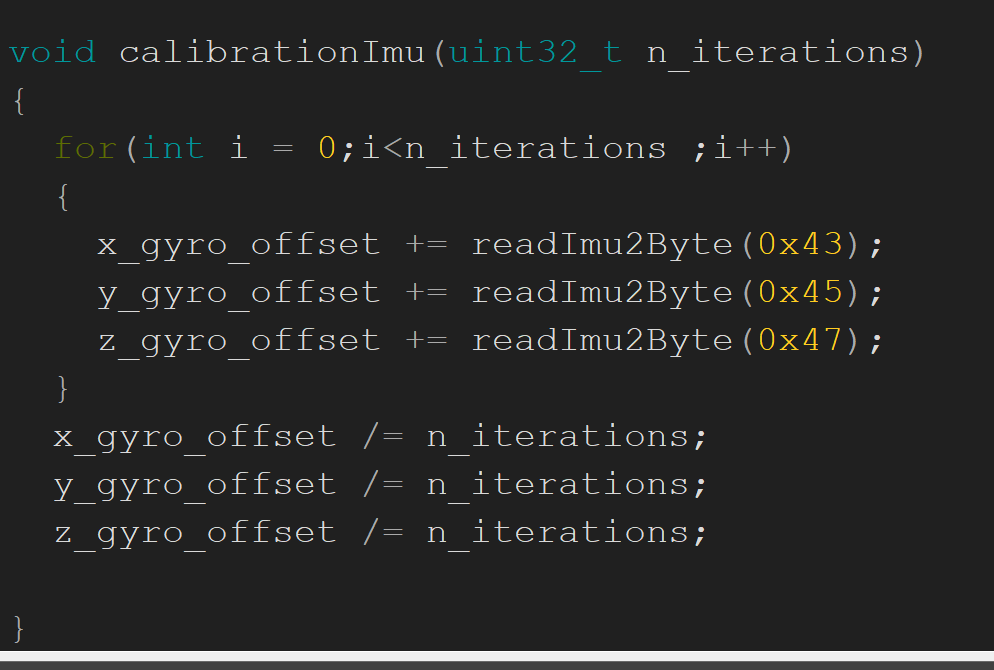 void calibrationImu(uint32_t n_iterations)
{
  for(int i = 0;i<n_iterations ;i++)
  {
    x_gyro_offset += readImu2Byte(0x43);
    y_gyro_offset += readImu2Byte(0x45);
    z_gyro_offset += readImu2Byte(0x47);
  }
  x_gyro_offset /= n_iterations;
  y_gyro_offset /= n_iterations;
  z_gyro_offset /= n_iterations;
}